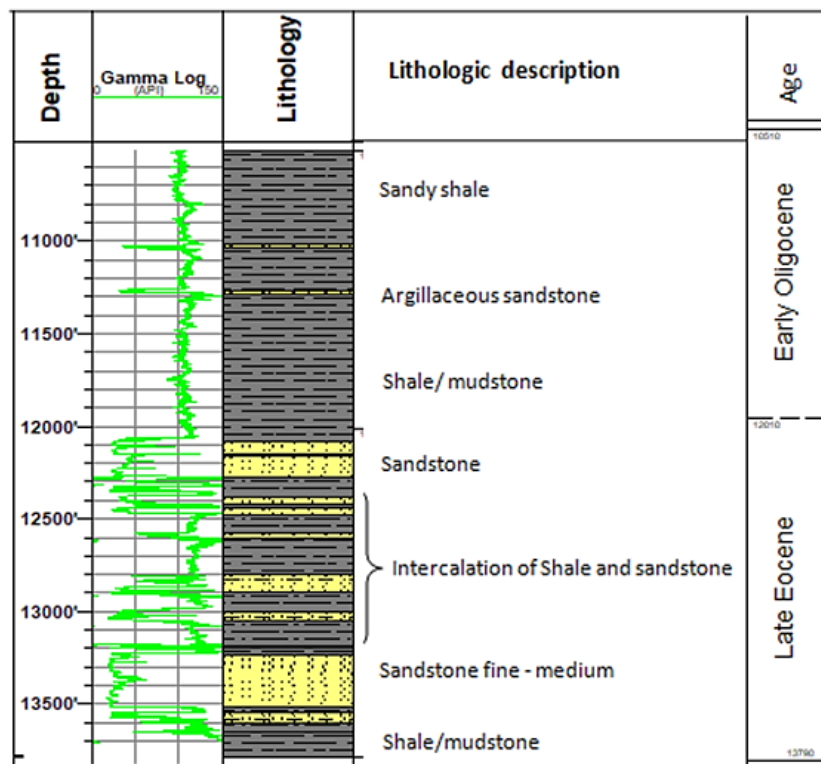 Depth
Gamma Log
0 (API) 150
Lithology
Lithologic description
Age
10510
Sandy shale
11000'
Argillaceous sandstone
Early Oligocene
11500'
Shale/ mudstone
12000'
12010
Sandstone
12500'
Intercalation of Shale and sandstone
Late Eocene
13000'
Sandstone fine - medium
13500'
Shale/mudstone
13790